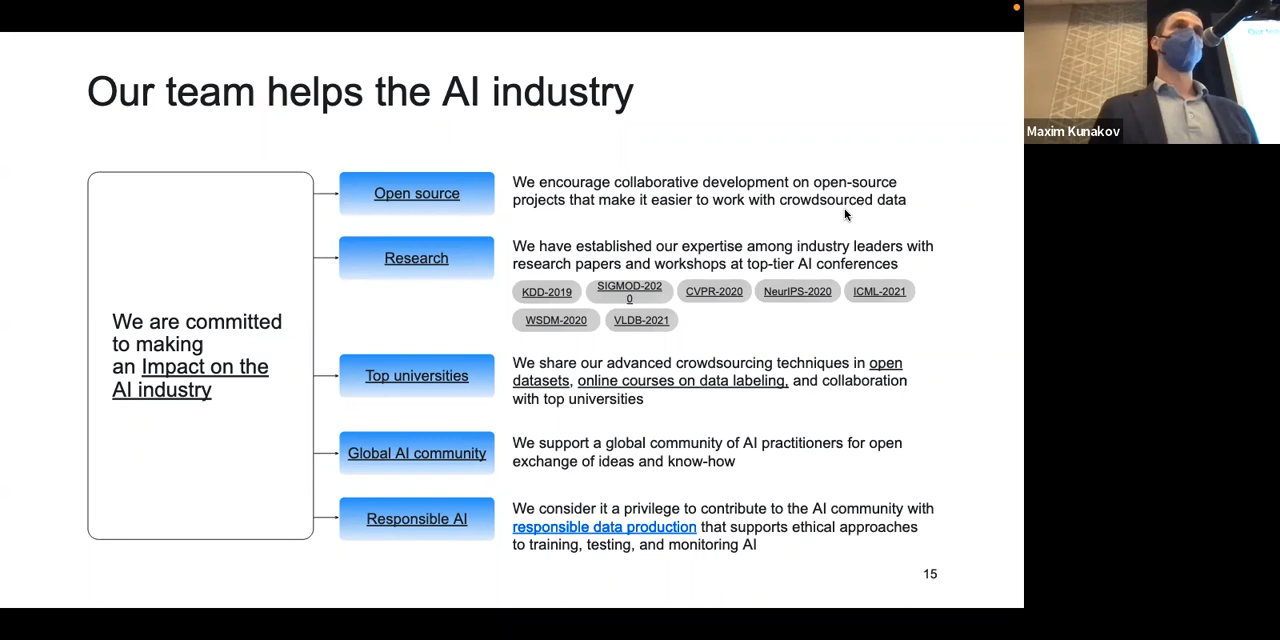 Our team helps the AI industry
We are committed
to making
an Impact on the
AI industry
Open source
We encourage collaborative development on open-source
projects that make it easier to work with crowdsourced data
Research
We have established our expertise among industry leaders with
research papers and workshops at top-tier AI conferences
KDD-2019
SIGMOD-202
0
CVPR-2020
NeurIPS-2020
ICML-2021
WSDM-2020
VLDB-2021
Top universities
We share our advanced crowdsourcing techniques in open
datasets, online courses on data labeling, and collaboration
with top universities
Global AI community
We support a global community of AI practitioners for open
exchange of ideas and know-how
Responsible AI
We consider it a privilege to contribute to the AI community with
responsible data production that supports ethical approaches
to training, testing, and monitoring AI
15
Maxim Kunakov